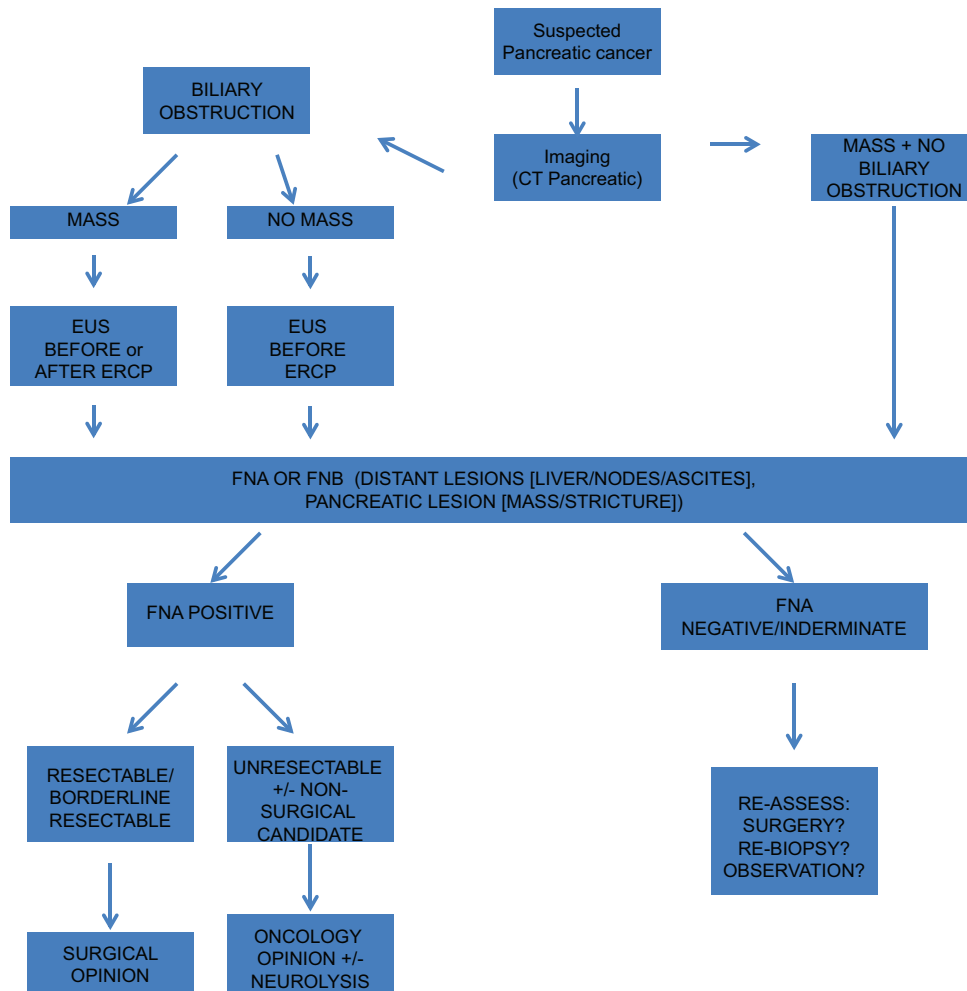 Suspected
Pancreatic cancer
BILIARY
OBSTRUCTION
Imaging
(CT Pancreatic)
MASS + NO
BILIARY
OBSTRUCTION
MASS
NO MASS
EUS
BEFORE or
AFTER ERCP
EUS
BEFORE
ERCP
FNA OR FNB (DISTANT LESIONS [LIVER/NODES/ASCITES],
PANCREATIC LESION [MASS/STRICTURE])
FNA POSITIVE
FNA
NEGATIVE/INDERMINATE
RESECTABLE/
BORDERLINE
RESECTABLE
UNRESECTABLE
+/- NON-
SURGICAL
CANDIDATE
RE-ASSESS:
SURGERY?
RE-BIOPSY?
OBSERVATION?
SURGICAL
OPINION
ONCOLOGY
OPINION +/-
NEUROLYSIS